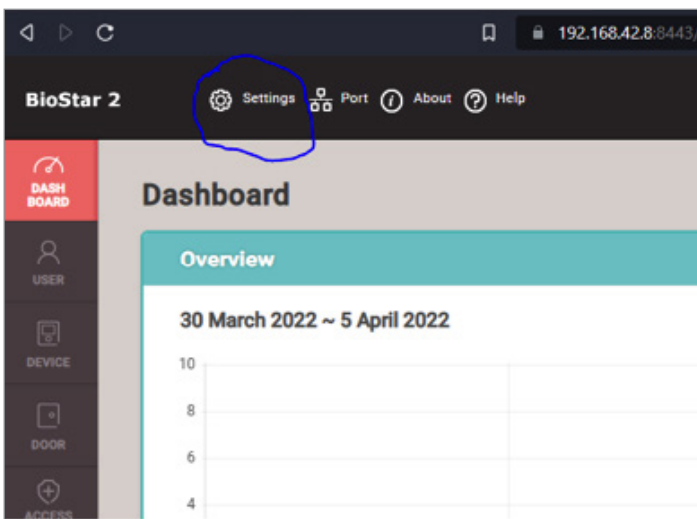 192.168.42.8:8443/
BioStar 2
Settings Port About Help
DASH
BOARD
USER
DEVICE
DOOR
ACCESS
Dashboard
Overview
30 March 2022 ~ 5 April 2022
10
8
6
4